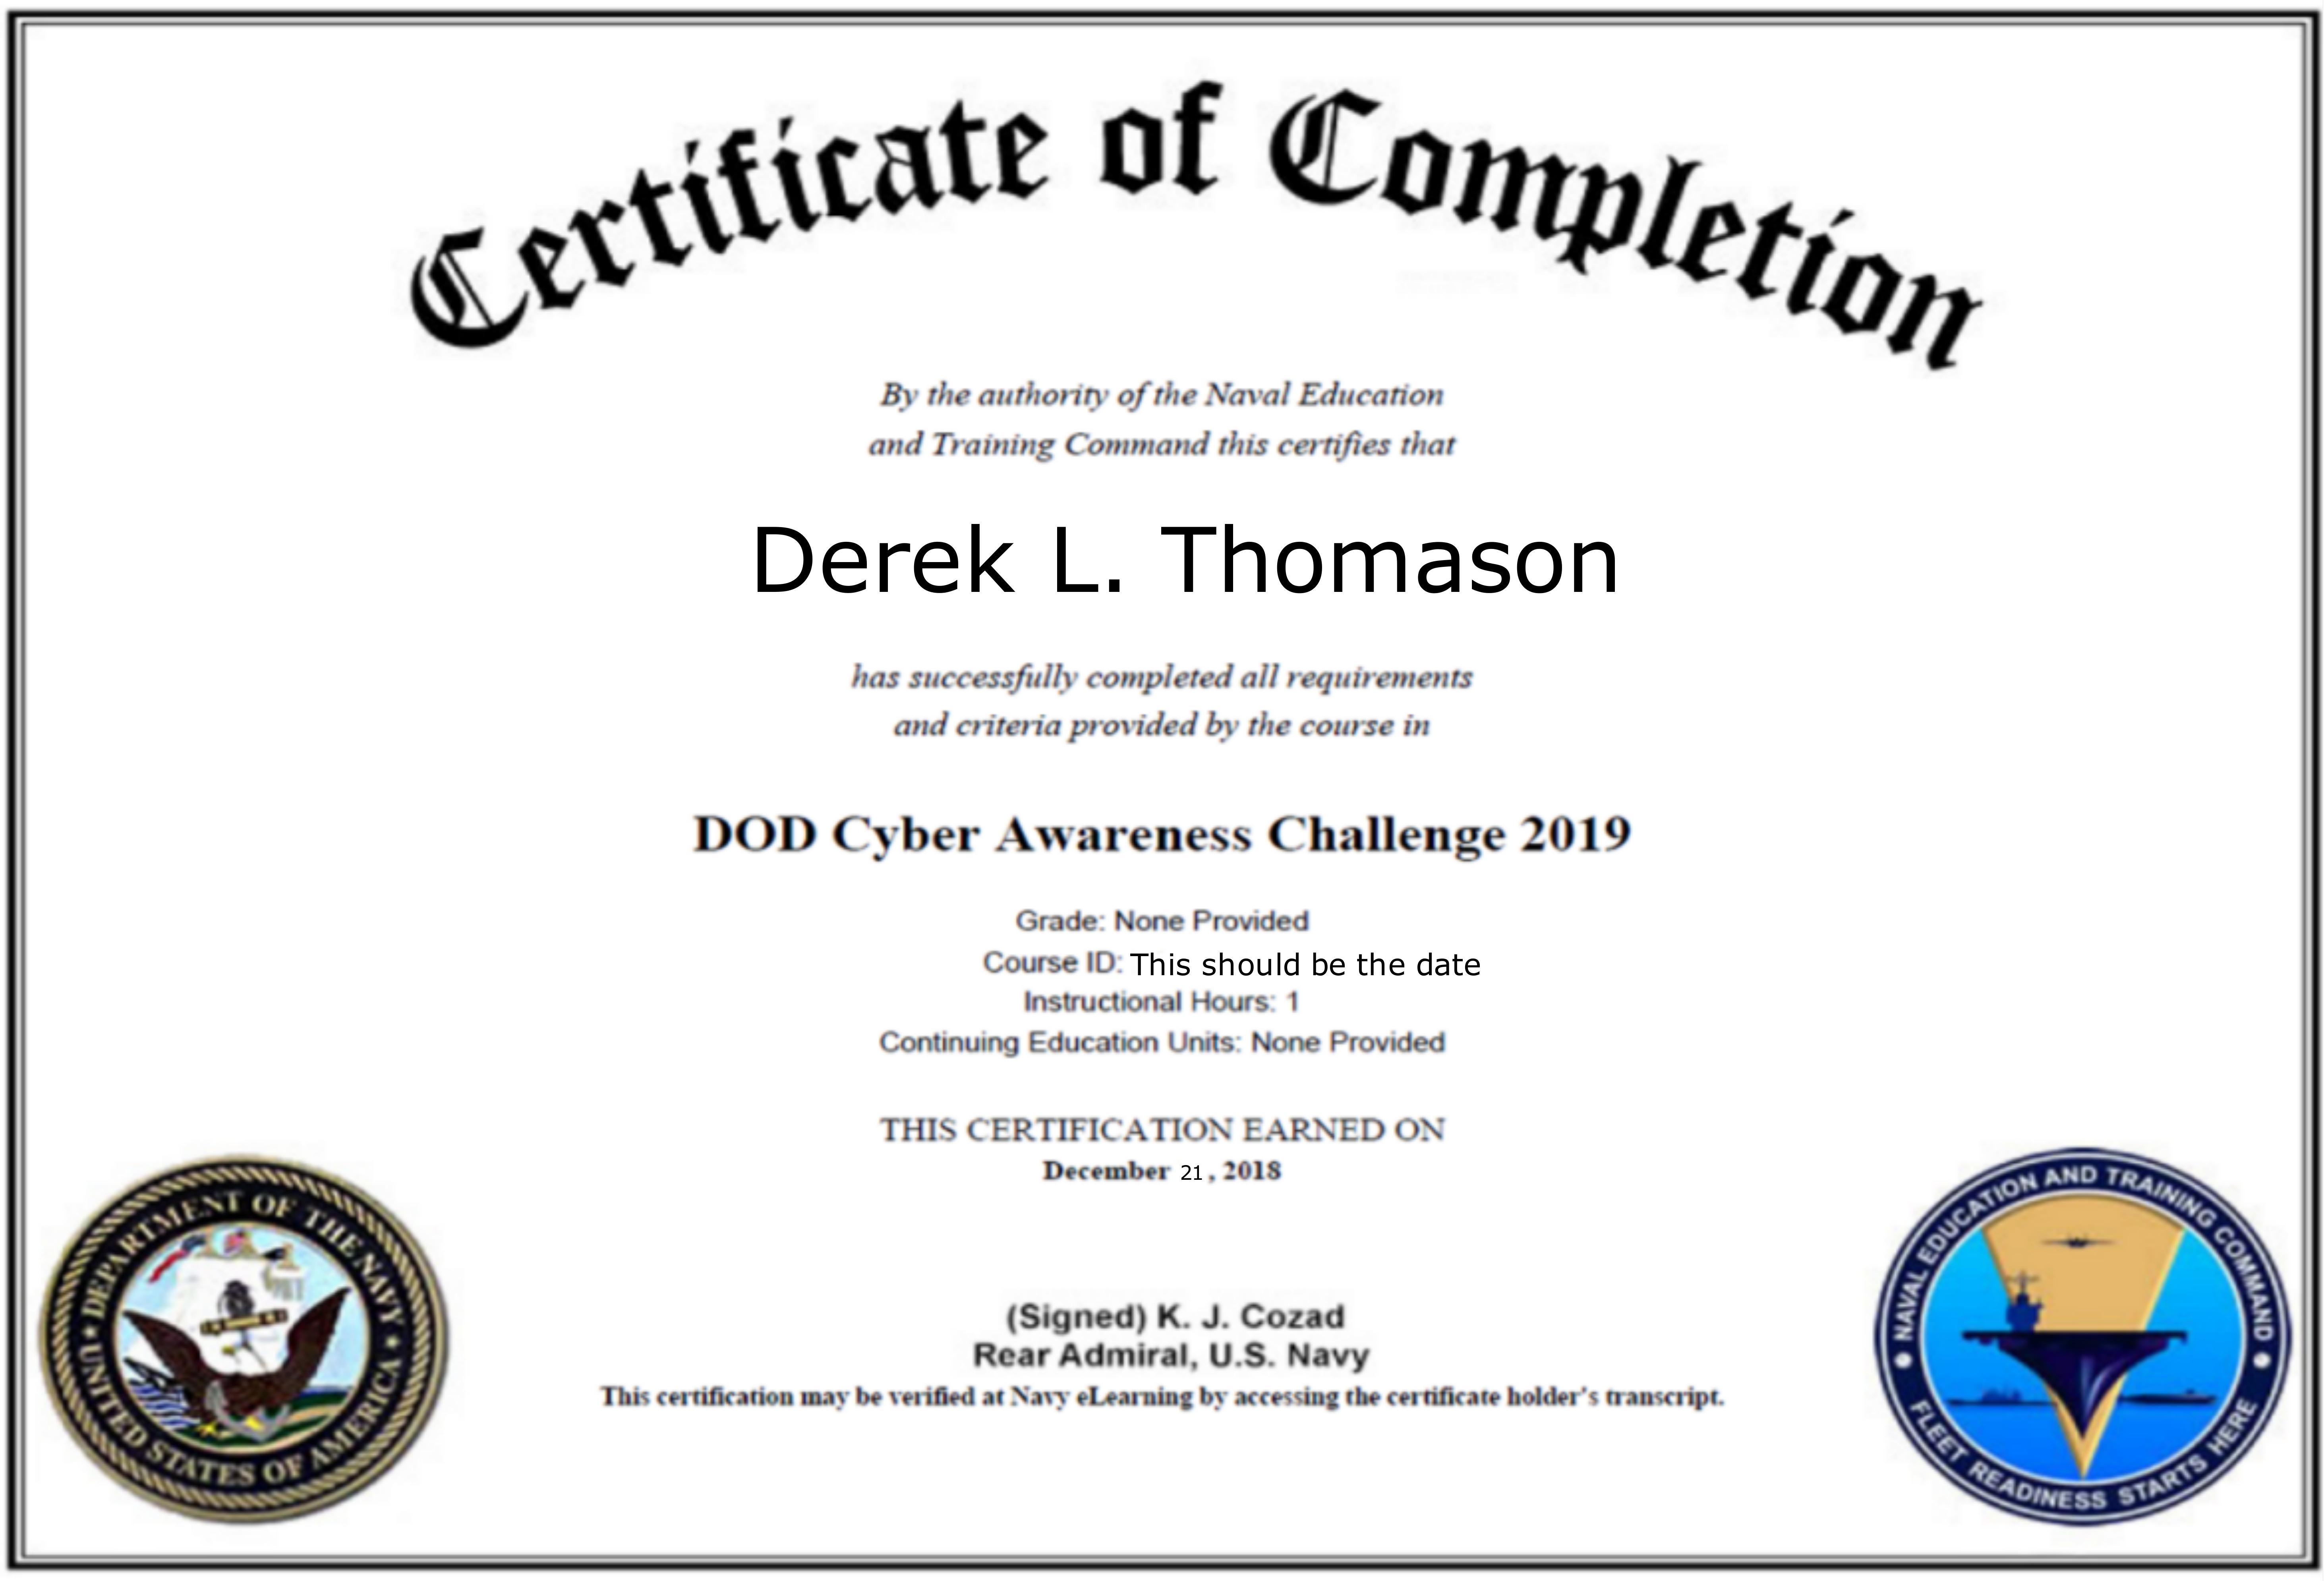 Certificate of Completion
By the authority of the Naval Education
and Training Command this certifies that
Derek L. Thomason
has successfully completed all requirements
and criteria provided by the course in
DOD Cyber Awareness Challenge 2019
Grade: None Provided
Course ID: This should be the date
Instructional Hours: 1
Continuing Education Units: None Provided
THIS CERTIFICATION EARNED ON
December 21, 2018
(Signed) K. J. Cozad
Rear Admiral, U.S. Navy
This certification may be verified at Navy eLearning by accessing the certificate holder's transcript.
DEPARTMENT OF THE NAVY
UNITED STATES OF AMERICA
NAVAL EDUCATION AND TRAINING COMMAND
FLEET READINESS STARTS HERE